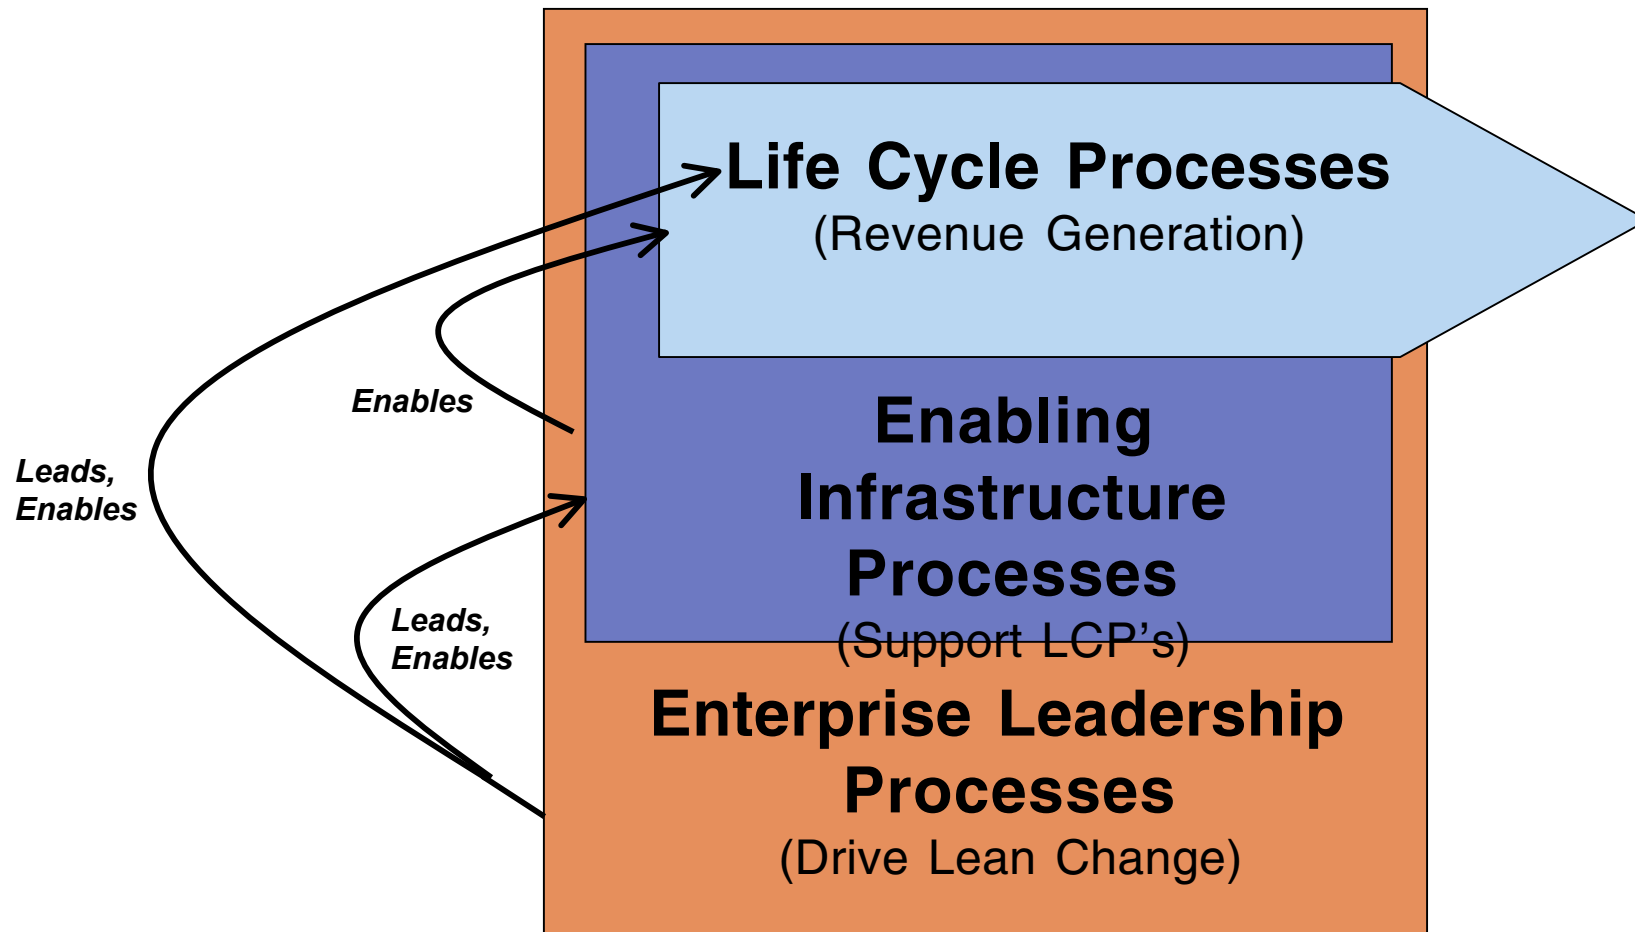 Life Cycle Processes
(Revenue Generation)
Enables
Leads,
Enables
Enabling
Infrastructure
Processes
(Support LCP’s)
Leads,
Enables
Enterprise Leadership
Processes
(Drive Lean Change)